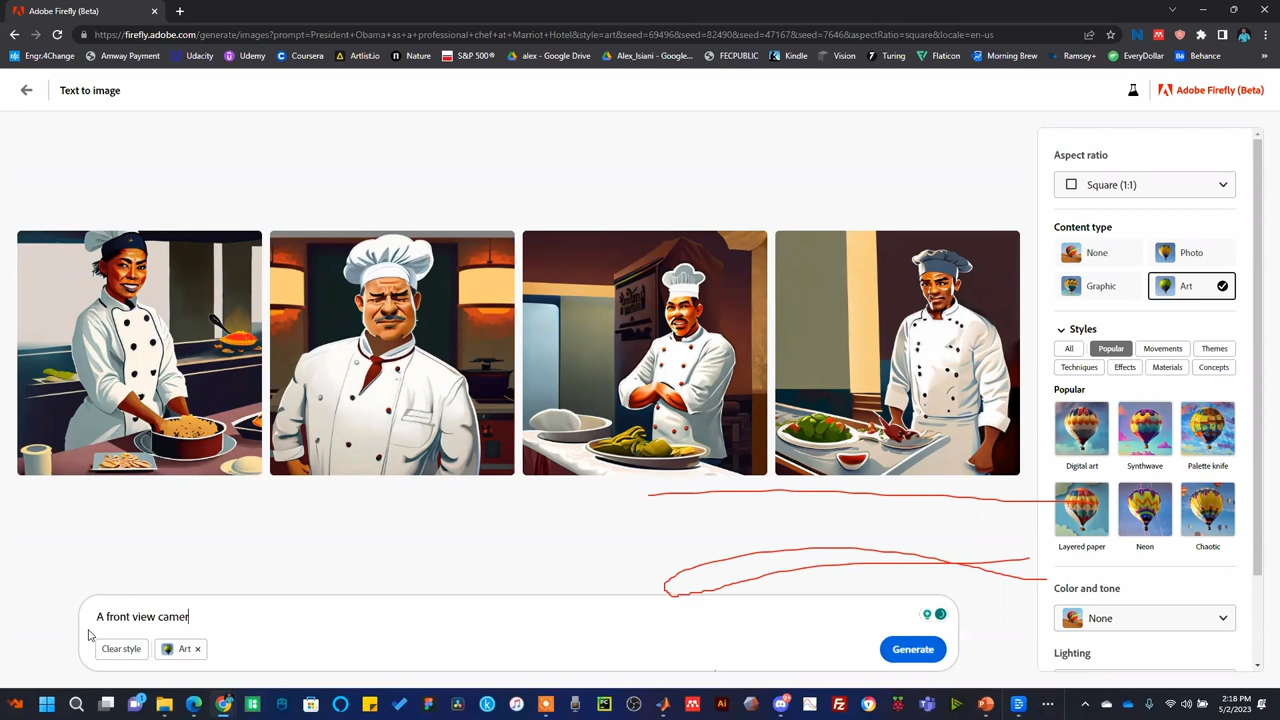 Adobe Firefly (Beta)
https://firefly.adobe.com/generate/images?prompt=President+Obama+as+a+professional+chef+at+Marriot+Hotel&style=art&seed=69496&seed=82490&seed=47167&seed=7646&aspectRatio=square&locale=en-us
Engr.4Change
Amway Payment
Udacity
Udemy
Coursera
Artlist.io
Nature
S&P 500®
alex - Google Drive
Alex_Isiani - Google...
FECPUBLIC
Kindle
Vision
Turing
Flaticon
Morning Brew
Ramsey+
EveryDollar
Behance
Text to image
Adobe Firefly (Beta)
Aspect ratio
Square (1:1)
Content type
None
Photo
Graphic
Art
Styles
All
Popular
Movements
Themes
Techniques
Effects
Materials
Concepts
Popular
Digital art
Synthwave
Palette knife
Layered paper
Neon
Chaotic
Color and tone
None
Lighting
A front view camer
Clear style
Art ×
Generate
2:18 PM
5/2/2023